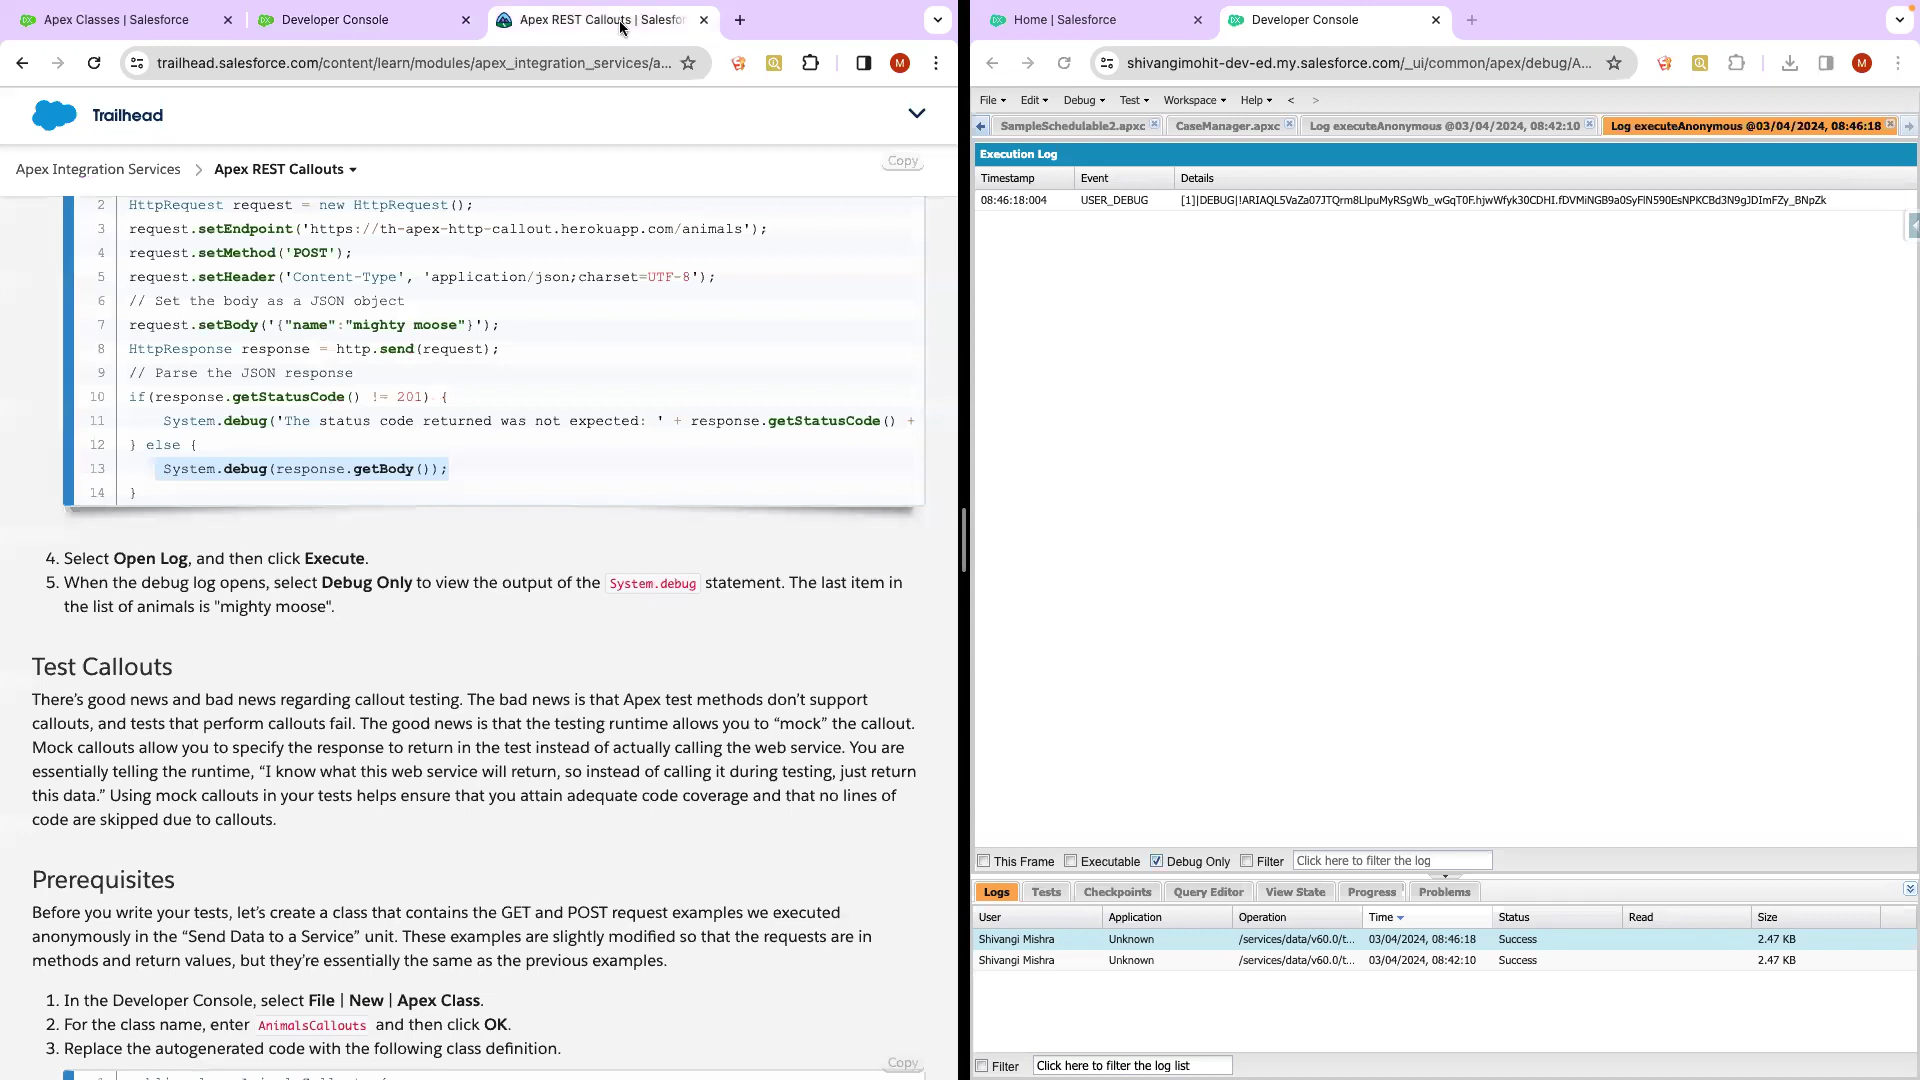 Apex Classes | Salesforce
Developer Console
Apex REST Callouts | Salesfor
trailhead.salesforce.com/content/learn/modules/apex_integration_services/a...
M
Trailhead
Apex Integration Services > Apex REST Callouts
Copy
2 HttpRequest request = new HttpRequest();
3 request.setEndpoint('https://th-apex-http-callout.herokuapp.com/animals');
4 request.setMethod('POST');
5 request.setHeader('Content-Type', 'application/json;charset=UTF-8');
6 // Set the body as a JSON object
7 request.setBody('{"name":"mighty moose"}');
8 HttpResponse response = http.send(request);
9 // Parse the JSON response
10 if(response.getStatusCode() != 201) {
11 System.debug('The status code returned was not expected: ' + response.getStatusCode() +
12 } else {
13 System.debug(response.getBody());
14 }
4. Select Open Log, and then click Execute.
5. When the debug log opens, select Debug Only to view the output of the System.debug statement. The last item in
the list of animals is "mighty moose".
Test Callouts
There's good news and bad news regarding callout testing. The bad news is that Apex test methods don't support
callouts, and tests that perform callouts fail. The good news is that the testing runtime allows you to “mock” the callout.
Mock callouts allow you to specify the response to return in the test instead of actually calling the web service. You are
essentially telling the runtime, “I know what this web service will return, so instead of calling it during testing, just return
this data.” Using mock callouts in your tests helps ensure that you attain adequate code coverage and that no lines of
code are skipped due to callouts.
Prerequisites
Before you write your tests, let's create a class that contains the GET and POST request examples we executed
anonymously in the “Send Data to a Service” unit. These examples are slightly modified so that the requests are in
methods and return values, but they're essentially the same as the previous examples.
1. In the Developer Console, select File | New | Apex Class.
2. For the class name, enter AnimalsCallouts and then click OK.
3. Replace the autogenerated code with the following class definition.
Copy
Home | Salesforce
Developer Console
shivangimohit-dev-ed.my.salesforce.com/_ui/common/apex/debug/A...
M
File Edit Debug Test Workspace Help < >
SampleSchedulable2.apxc CaseManager.apxc Log executeAnonymous @03/04/2024, 08:42:10 Log executeAnonymous @03/04/2024, 08:46:18
Execution Log
Timestamp Event Details
08:46:18:004 USER_DEBUG
This Frame Executable Debug Only Filter Click here to filter the log
Logs Tests Checkpoints Query Editor View State Progress Problems
User Application Operation Time Status Read Size
Shivangi Mishra Unknown /services/data/v60.0/t... 03/04/2024, 08:46:18 Success 2.47 KB
Shivangi Mishra Unknown /services/data/v60.0/t... 03/04/2024, 08:42:10 Success 2.47 KB
Filter Click here to filter the log list